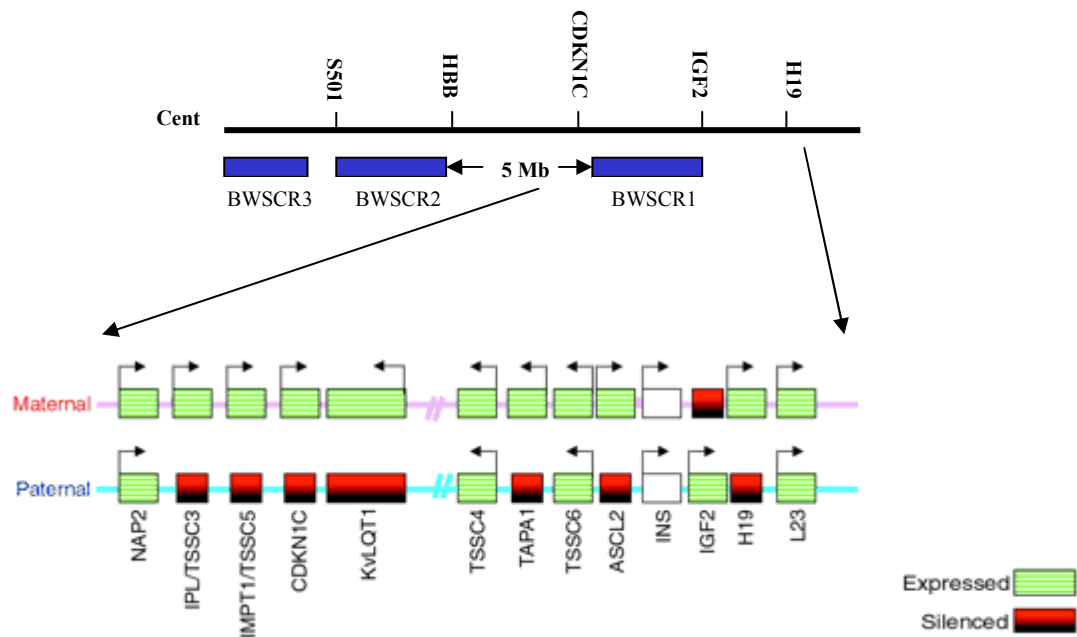 S501
HBB
CDKN1C
IGF2
H19
Cent
5 Mb
BWSCR3
BWSCR2
BWSCR1
Maternal
Paternal
NAP2
IPL/TSSC3
IMPT1/TSSC5
CDKN1C
KvLQT1
TSSC4
TAPA1
TSSC6
ASCL2
INS
IGF2
H19
L23
Expressed
Silenced